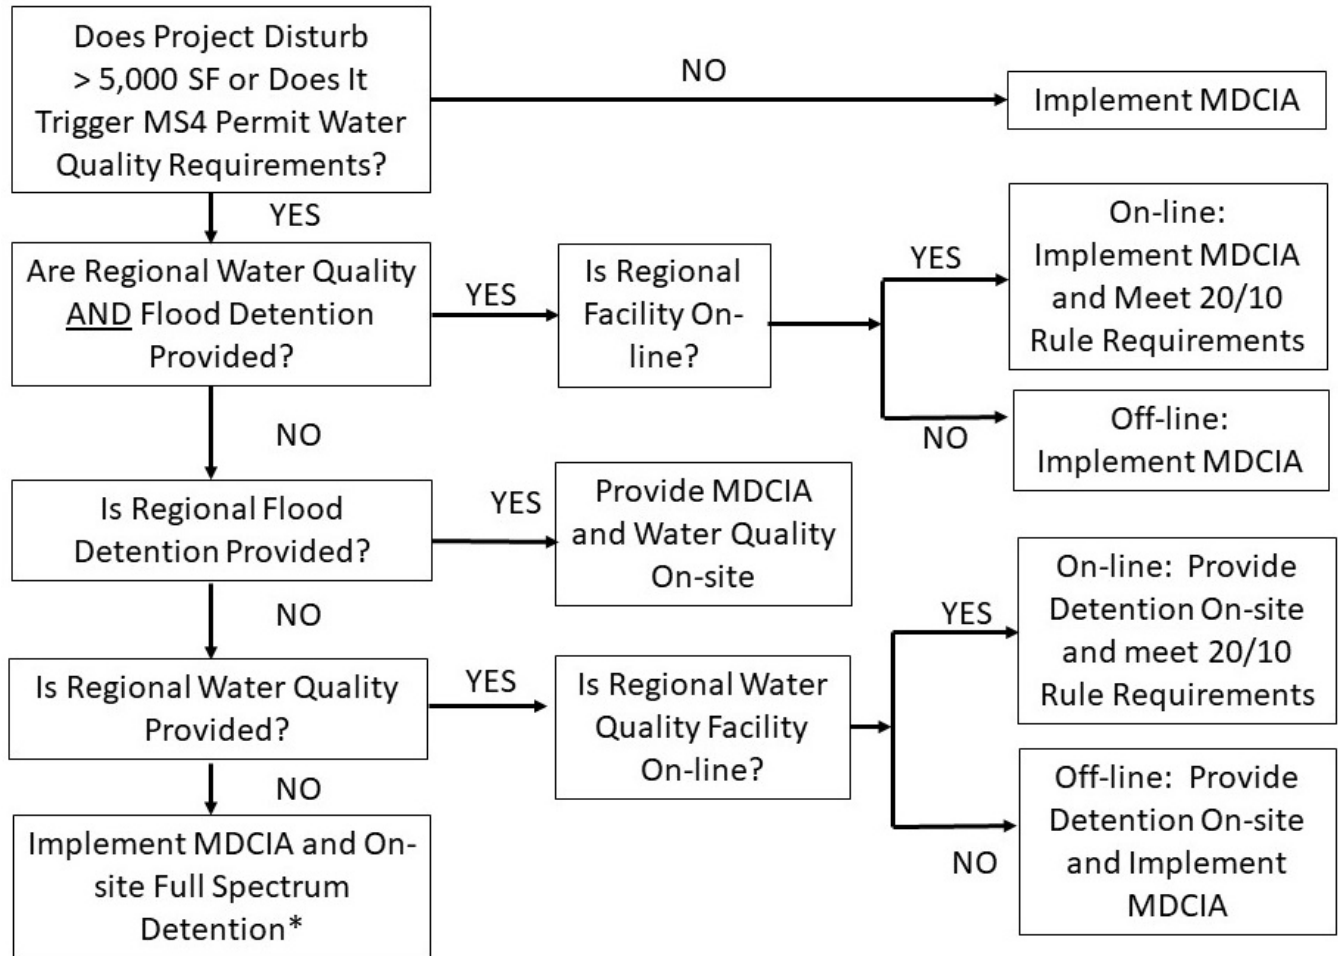 Does Project Disturb
> 5,000 SF or Does It
Trigger MS4 Permit Water
Quality Requirements?
NO
Implement MDCIA
YES
Are Regional Water Quality
AND Flood Detention
Provided?
YES
Is Regional
Facility On-
line?
YES
On-line:
Implement MDCIA
and Meet 20/10
Rule Requirements
NO
Off-line:
Implement MDCIA
NO
Is Regional Flood
Detention Provided?
YES
Provide MDCIA
and Water Quality
On-site
NO
Is Regional Water Quality
Provided?
YES
Is Regional Water
Quality Facility
On-line?
YES
On-line: Provide
Detention On-site
and meet 20/10
Rule Requirements
NO
Off-line: Provide
Detention On-site
and Implement
MDCIA
NO
Implement MDCIA and On-
site Full Spectrum
Detention*